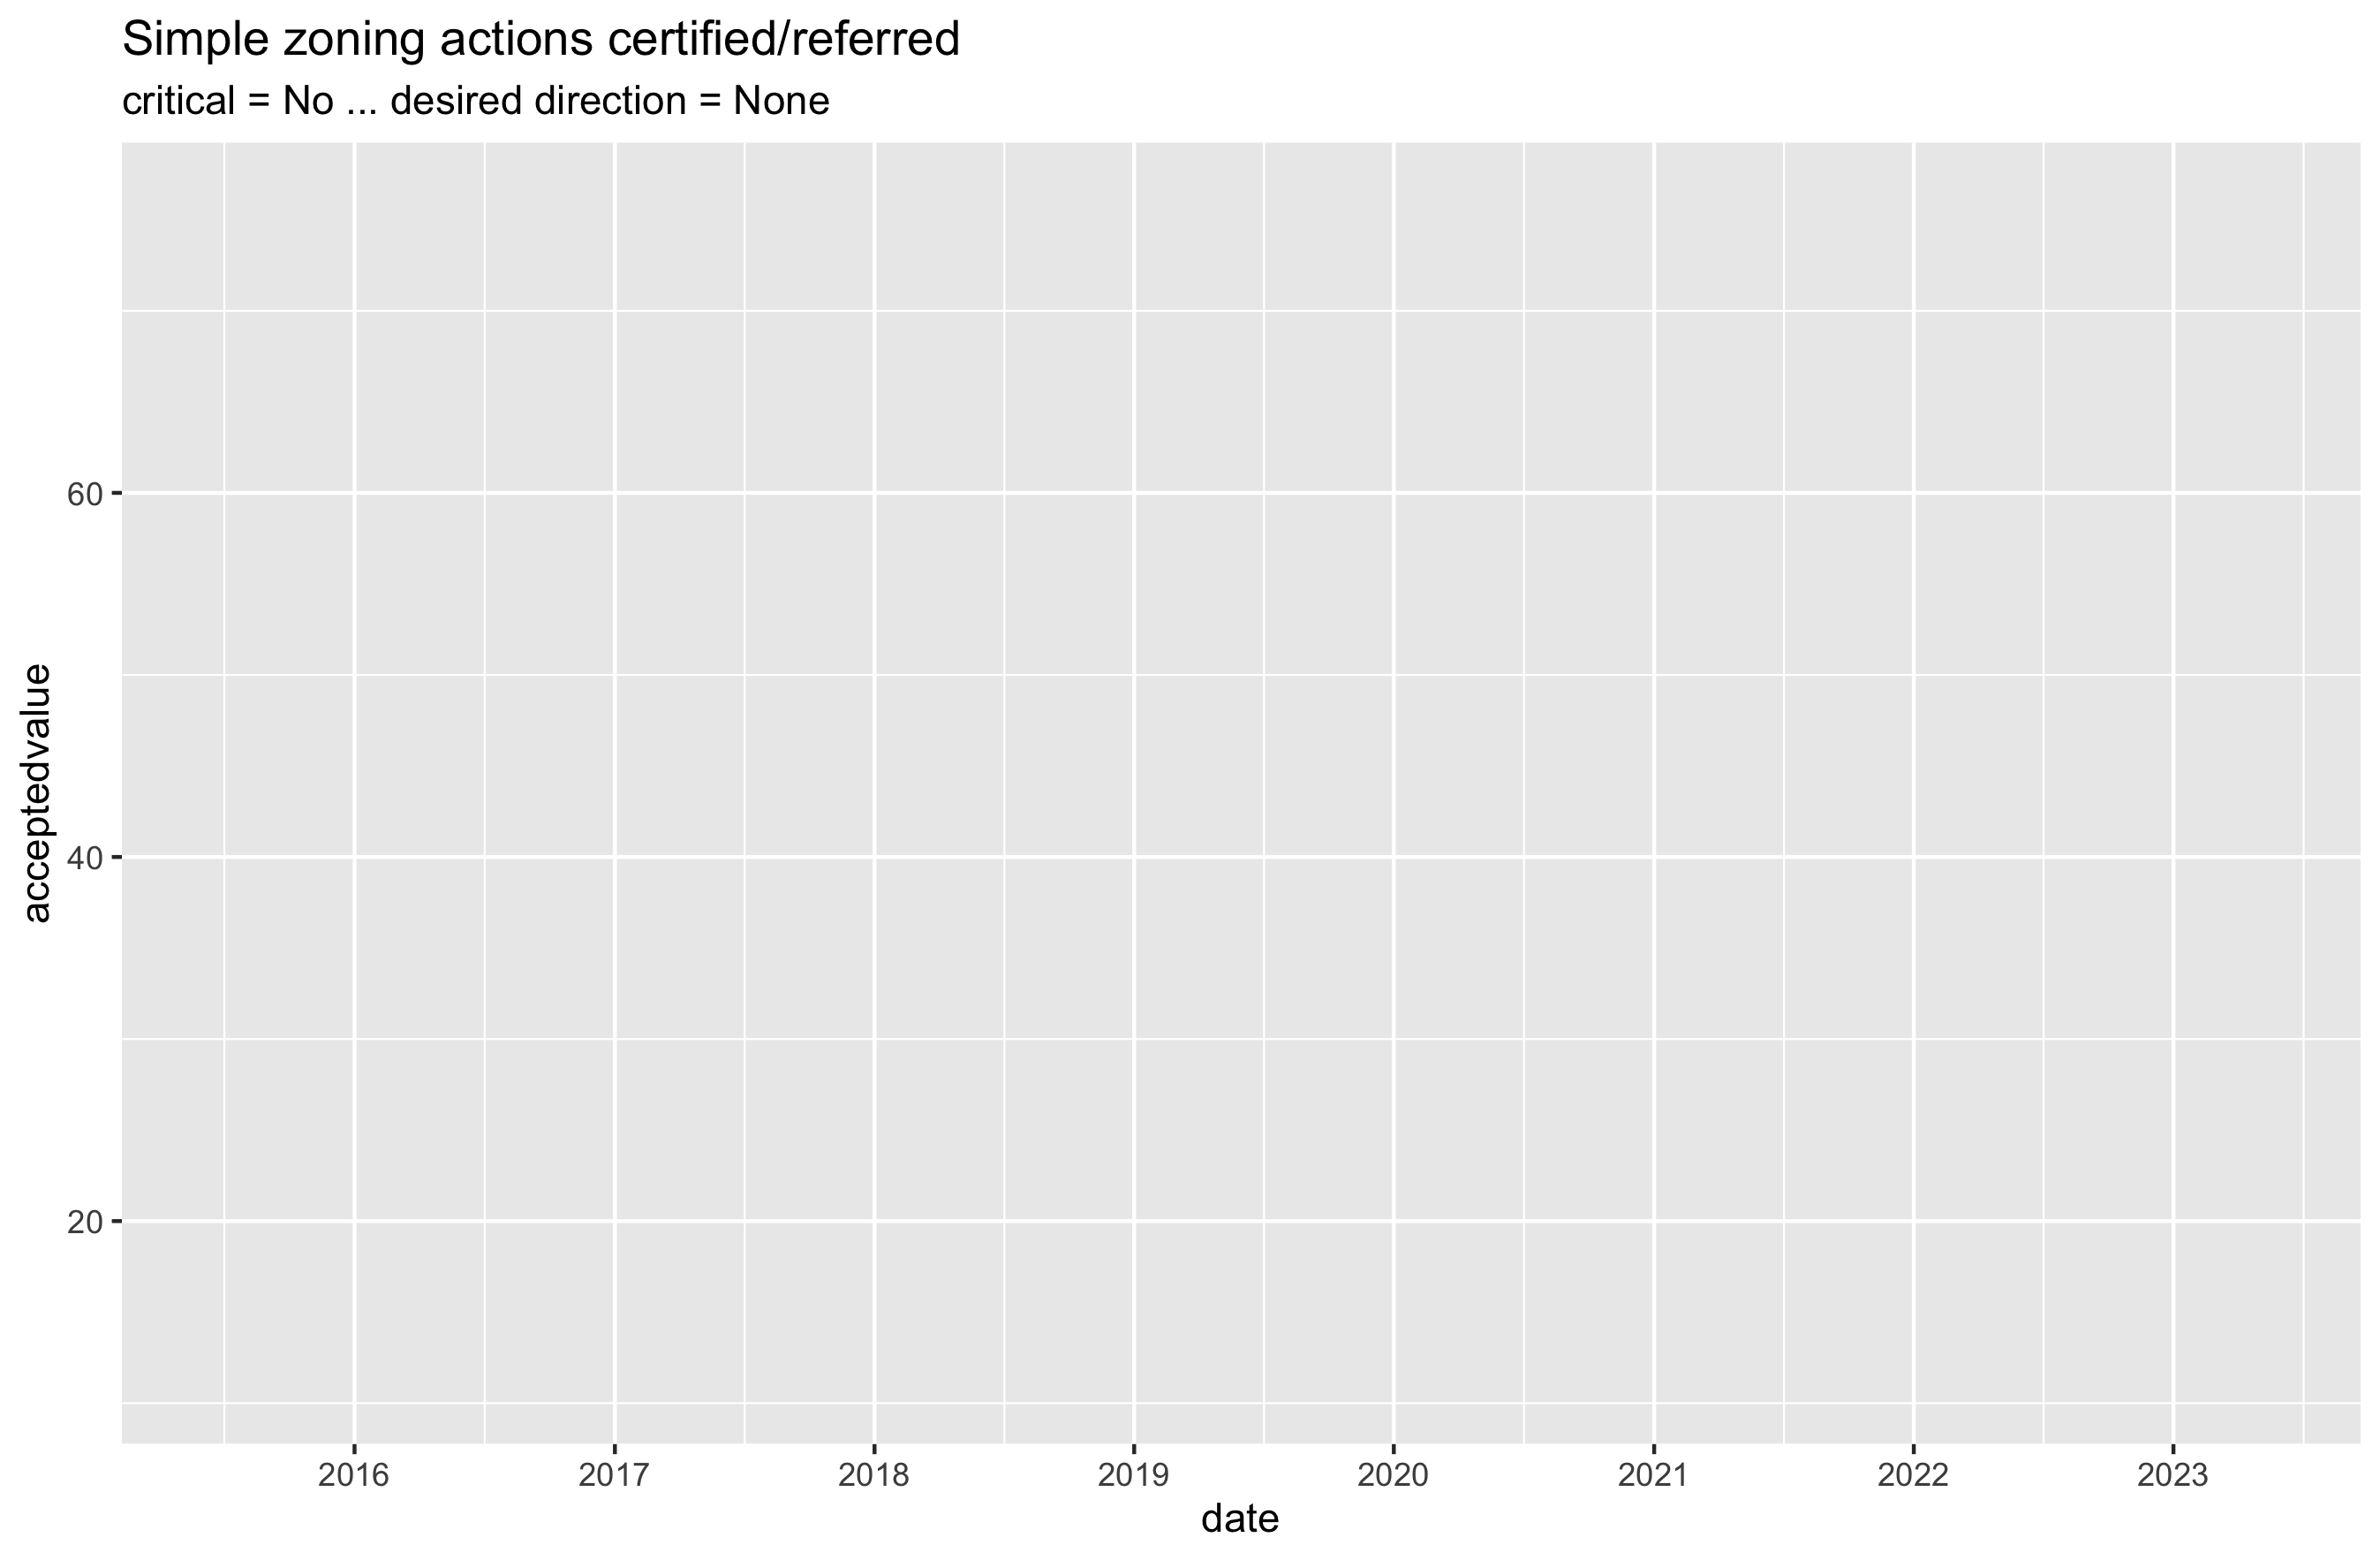 Simple zoning actions certified/referred
critical = No ... desired direction = None
acceptedvalue
60
40
20
2016 2017 2018 2019 2020 2021 2022 2023
date